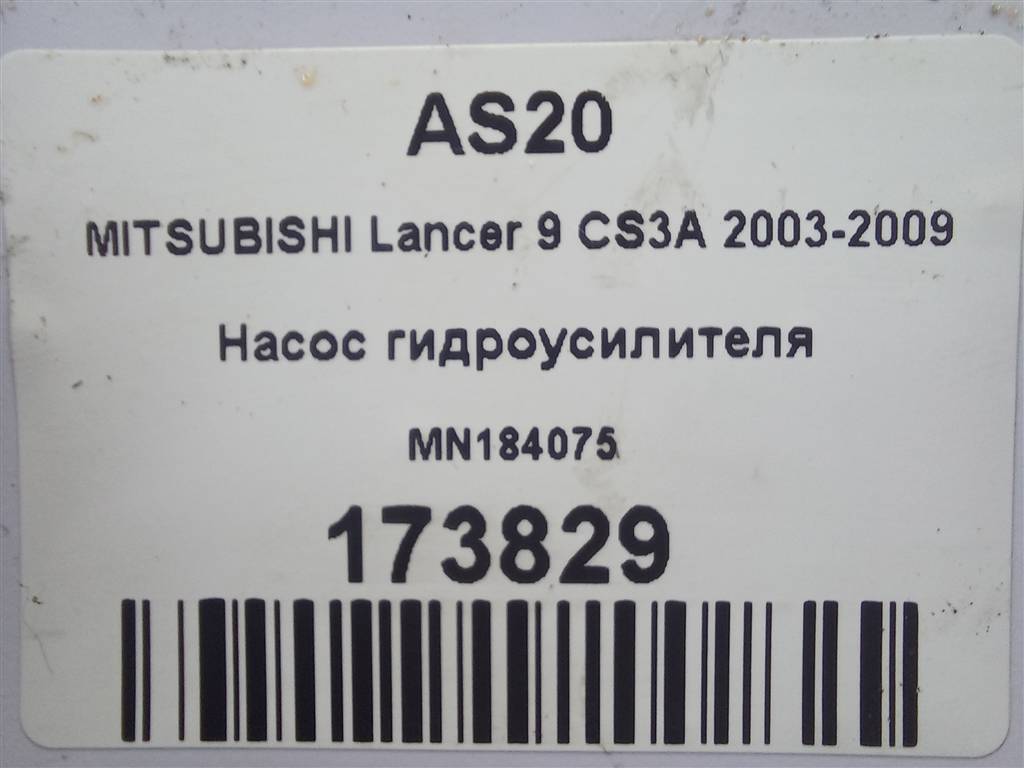 AS20
MITSUBISHI Lancer 9 CS3A 2003-2009
Насос гидроусилителя
MN184075
173829